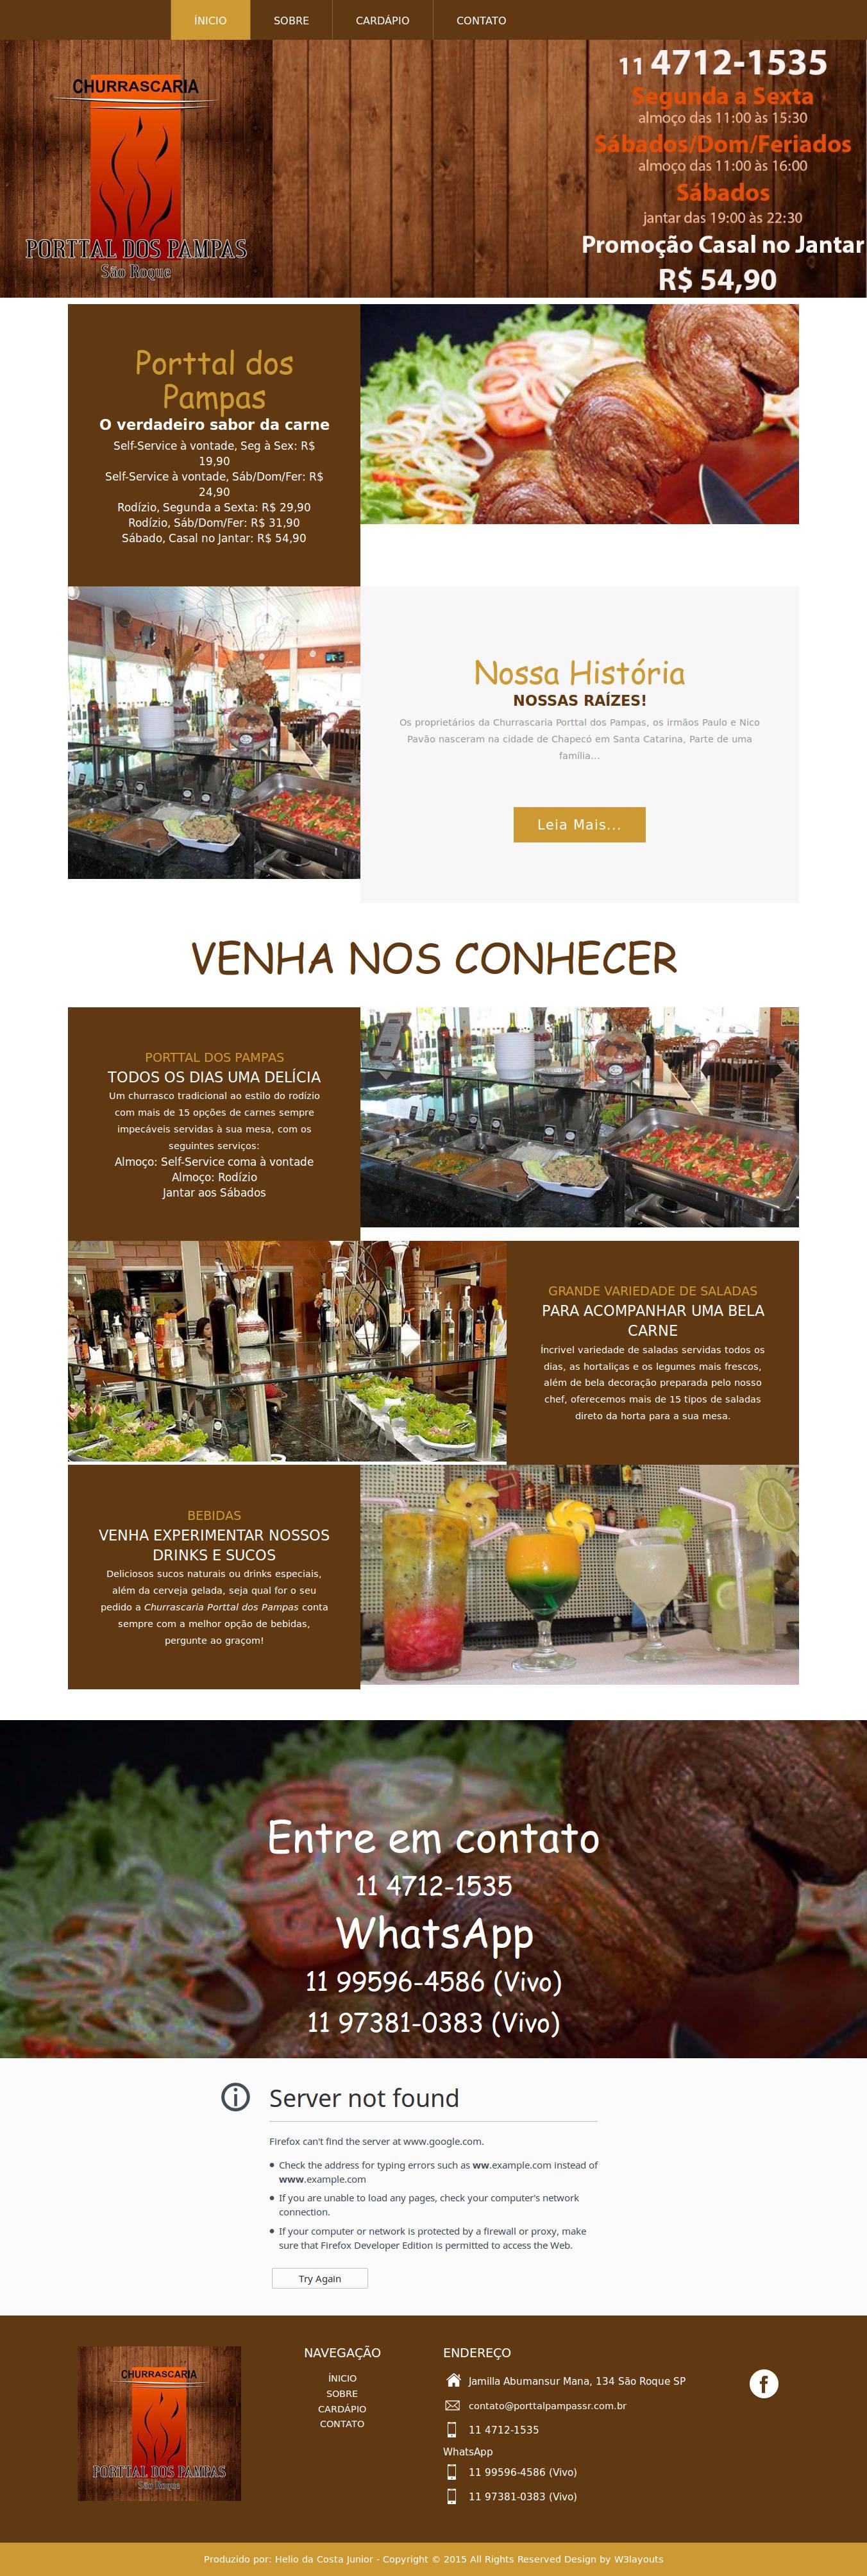 ÍNICIO
SOBRE
CARDÁPIO
CONTATO
CHURRASCARIA
PORTTAL DOS PAMPAS
São Roque
11 4712-1535
Segunda a Sexta
almoço das 11:00 às 15:30
Sábados/Dom/Feriados
almoço das 11:00 às 16:00
Sábados
jantar das 19:00 às 22:30
Promoção Casal no Jantar
R$ 54,90
Porttal dos
Pampas
O verdadeiro sabor da carne
Self-Service à vontade, Seg à Sex: R$
19,90
Self-Service à vontade, Sáb/Dom/Fer: R$
24,90
Rodízio, Segunda a Sexta: R$ 29,90
Rodízio, Sáb/Dom/Fer: R$ 31,90
Sábado, Casal no Jantar: R$ 54,90
Nossa História
NOSSAS RAÍZES!
Os proprietários da Churrascaria Porttal dos Pampas, os irmãos Paulo e Nico
Pavão nasceram na cidade de Chapecó em Santa Catarina, Parte de uma
família...
Leia Mais...
VENHA NOS CONHECER
PORTTAL DOS PAMPAS
TODOS OS DIAS UMA DELÍCIA
Um churrasco tradicional ao estilo do rodízio
com mais de 15 opções de carnes sempre
impecáveis servidas à sua mesa, com os
seguintes serviços:
Almoço: Self-Service coma à vontade
Almoço: Rodízio
Jantar aos Sábados
GRANDE VARIEDADE DE SALADAS
PARA ACOMPANHAR UMA BELA
CARNE
Íncrivel variedade de saladas servidas todos os
dias, as hortaliças e os legumes mais frescos,
além de bela decoração preparada pelo nosso
chef, oferecemos mais de 15 tipos de saladas
direto da horta para a sua mesa.
BEBIDAS
VENHA EXPERIMENTAR NOSSOS
DRINKS E SUCOS
Deliciosos sucos naturais ou drinks especiais,
além da cerveja gelada, seja qual for o seu
pedido a Churrascaria Porttal dos Pampas conta
sempre com a melhor opção de bebidas,
pergunte ao graçom!
Entre em contato
11 4712-1535
WhatsApp
11 99596-4586 (Vivo)
11 97381-0383 (Vivo)
Server not found
Firefox can't find the server at www.google.com.
Check the address for typing errors such as ww.example.com instead of
www.example.com
If you are unable to load any pages, check your computer's network
connection.
If your computer or network is protected by a firewall or proxy, make
sure that Firefox Developer Edition is permitted to access the Web.
Try Again
CHURRASCARIA
PORTTAL DOS PAMPAS
São Roque
NAVEGAÇÃO
ÍNICIO
SOBRE
CARDÁPIO
CONTATO
ENDEREÇO
Jamilla Abumansur Mana, 134 São Roque SP
contato@porttalpampassr.com.br
11 4712-1535
WhatsApp
11 99596-4586 (Vivo)
11 97381-0383 (Vivo)
Produzido por: Helio da Costa Junior - Copyright © 2015 All Rights Reserved Design by W3layouts